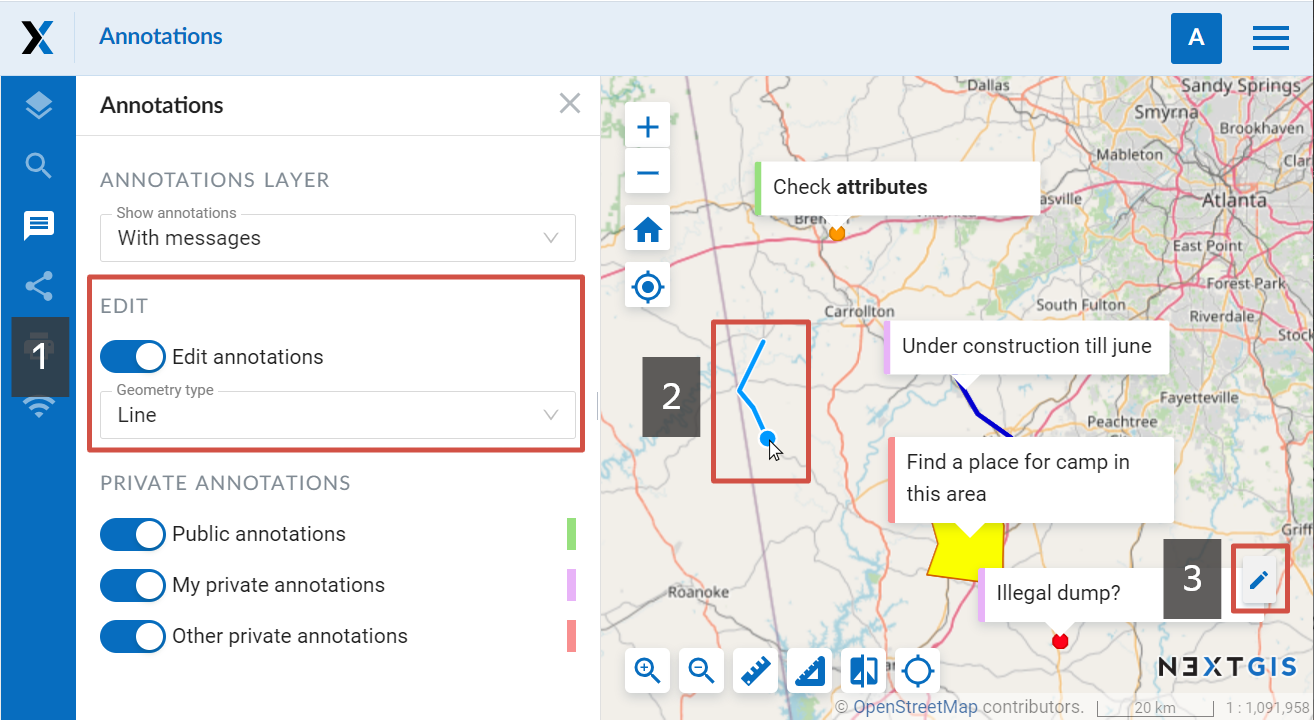 Annotations
A
Annotations
ANNOTATIONS LAYER
Show annotations
With messages
EDIT
Edit annotations
Geometry type
Line
PRIVATE ANNOTATIONS
Public annotations
My private annotations
Other private annotations
1
2
3
Dallas
Sandy Springs
Smyrna
Brookhaven
Mableton
Atlanta
East Point
Forest Park
South Fulton
Riverdale
Carrollton
Fayetteville
Peachtree
Roanoke
Check attributes
Under construction till june
Find a place for camp in
this area
Illegal dump?
NEXTGIS
© OpenStreetMap contributors.
20 km
1 : 1,091,958